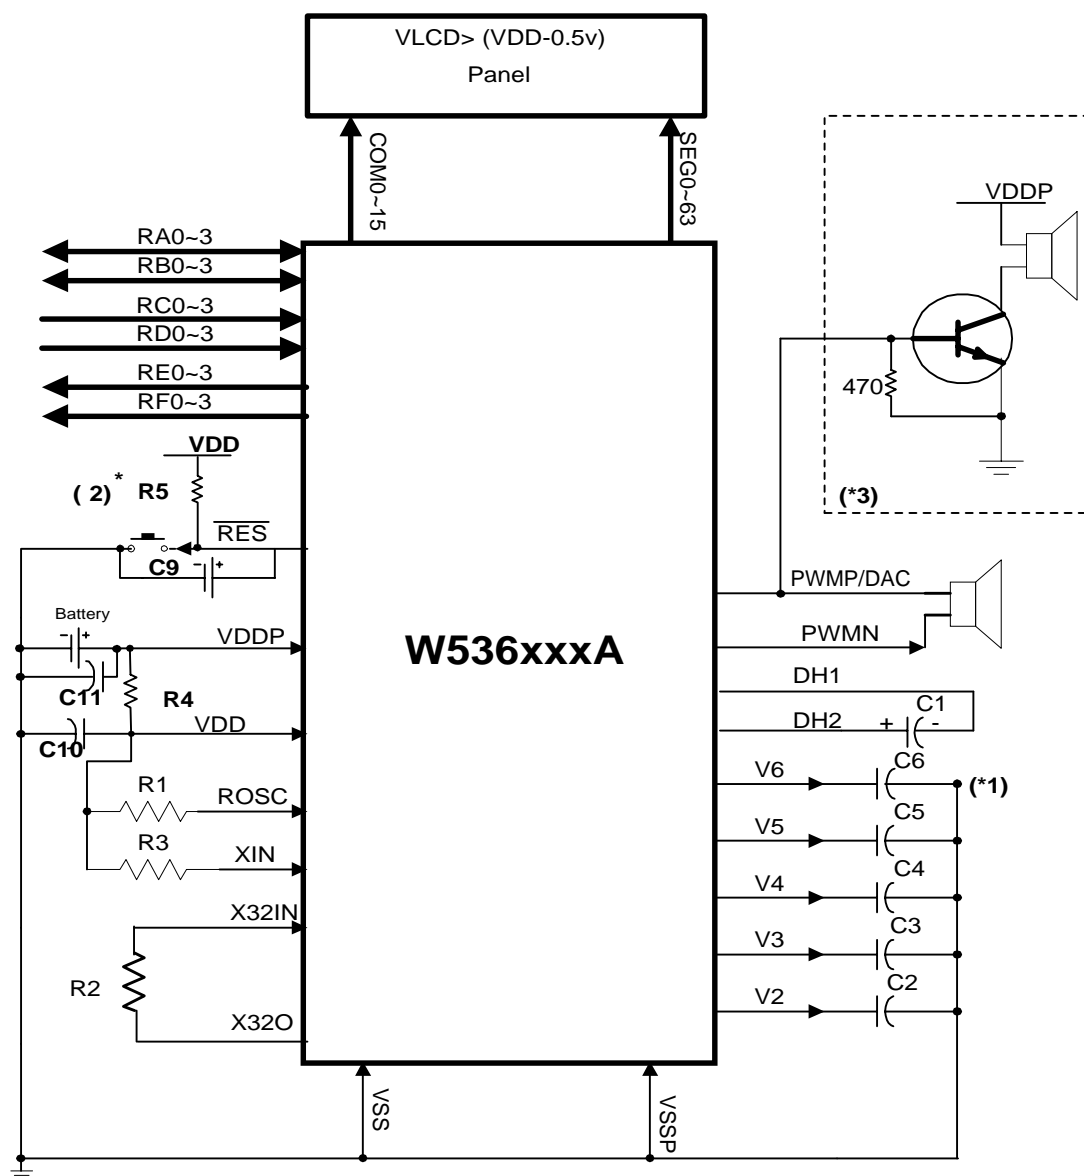 VLCD> (VDD-0.5v)
Panel
COM0~15
SEG0~63
RA0~3
RB0~3
RC0~3
RD0~3
RE0~3
RF0~3
VDD
( 2)* R5
RES
C9
- +
Battery
- +
VDDP
C11
R4
C10
VDD
R1
ROSC
R3
XIN
X32IN
R2
X32O
W536xxxA
VDDP
470
(*3)
PWMP/DAC
PWMN
DH1
C1
DH2
+ -
C6
V6
(*1)
C5
V5
C4
V4
C3
V3
C2
V2
VSS
VSSP